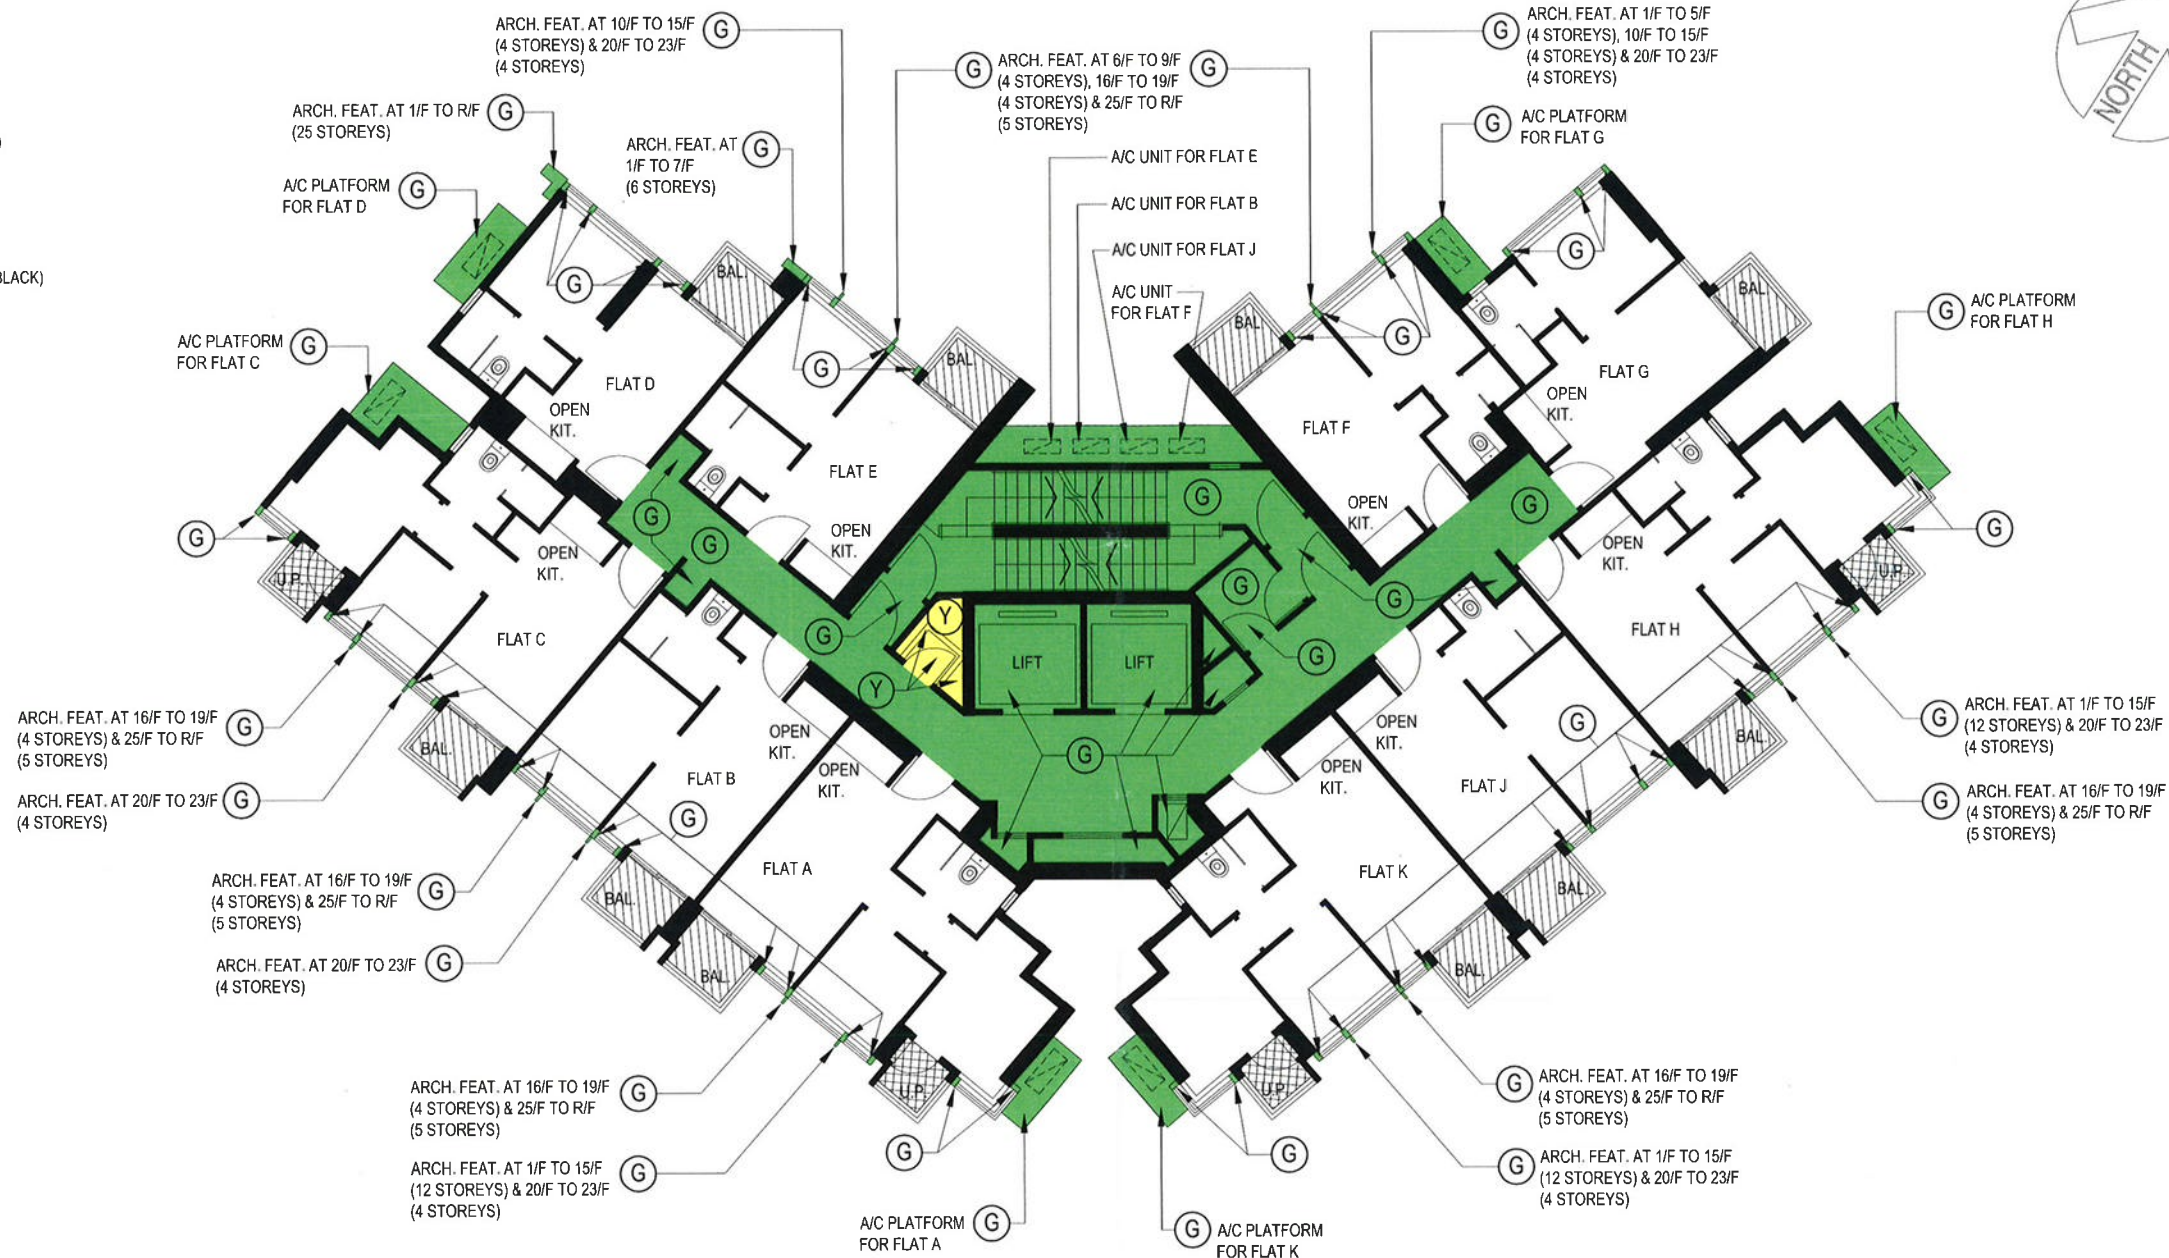 ARCH. FEAT. AT 10/F TO 15/F
(4 STOREYS) & 20/F TO 23/F
(4 STOREYS)
G
G
ARCH. FEAT. AT 6/F TO 9/F
(4 STOREYS), 16/F TO 19/F
(4 STOREYS) & 25/F TO R/F
(5 STOREYS)
G
G
ARCH. FEAT. AT 1/F TO 5/F
(4 STOREYS), 10/F TO 15/F
(4 STOREYS) & 20/F TO 23/F
(4 STOREYS)
NORTH
ARCH. FEAT. AT 1/F TO R/F
(25 STOREYS)
G
ARCH. FEAT. AT
1/F TO 7/F
(6 STOREYS)
G
G
A/C PLATFORM
FOR FLAT G
A/C UNIT FOR FLAT E
A/C UNIT FOR FLAT B
A/C UNIT FOR FLAT J
A/C UNIT
FOR FLAT F
A/C PLATFORM
FOR FLAT D
G
BLACK)
A/C PLATFORM
FOR FLAT C
G
G
A/C PLATFORM
FOR FLAT H
BAL.
G
G
BAL.
BAL.
G
G
BAL.
FLAT D
OPEN
KIT.
FLAT E
OPEN
KIT.
FLAT F
OPEN
KIT.
FLAT G
OPEN
KIT.
G
G
G
G
G
G
G
G
G
G
U.P.
OPEN
KIT.
FLAT C
Y
Y
LIFT
LIFT
G
OPEN
KIT.
FLAT H
U.P.
ARCH. FEAT. AT 16/F TO 19/F
(4 STOREYS) & 25/F TO R/F
(5 STOREYS)
G
BAL.
FLAT B
OPEN
KIT.
G
OPEN
KIT.
FLAT J
G
BAL.
G
ARCH. FEAT. AT 1/F TO 15/F
(12 STOREYS) & 20/F TO 23/F
(4 STOREYS)
ARCH. FEAT. AT 20/F TO 23/F
(4 STOREYS)
G
G
OPEN
KIT.
FLAT A
OPEN
KIT.
FLAT K
G
ARCH. FEAT. AT 16/F TO 19/F
(4 STOREYS) & 25/F TO R/F
(5 STOREYS)
ARCH. FEAT. AT 16/F TO 19/F
(4 STOREYS) & 25/F TO R/F
(5 STOREYS)
G
BAL.
BAL.
BAL.
BAL.
ARCH. FEAT. AT 20/F TO 23/F
(4 STOREYS)
G
U.P.
U.P.
ARCH. FEAT. AT 16/F TO 19/F
(4 STOREYS) & 25/F TO R/F
(5 STOREYS)
G
G
ARCH. FEAT. AT 16/F TO 19/F
(4 STOREYS) & 25/F TO R/F
(5 STOREYS)
ARCH. FEAT. AT 1/F TO 15/F
(12 STOREYS) & 20/F TO 23/F
(4 STOREYS)
G
G
G
G
ARCH. FEAT. AT 1/F TO 15/F
(12 STOREYS) & 20/F TO 23/F
(4 STOREYS)
A/C PLATFORM
FOR FLAT A
G
G
A/C PLATFORM
FOR FLAT K